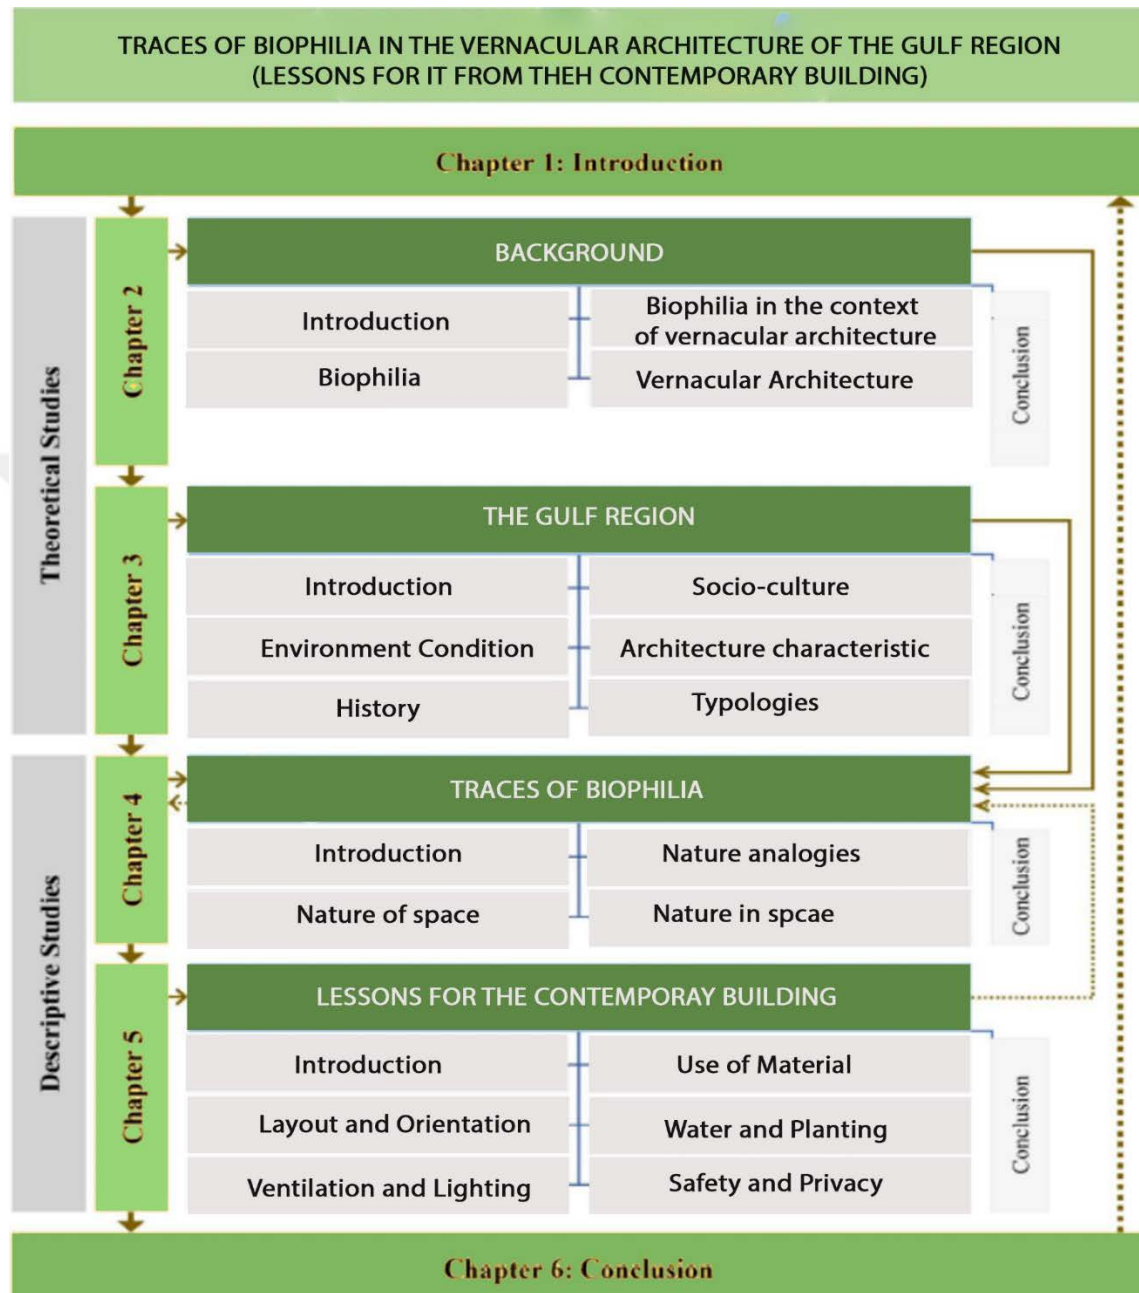 TRACES OF BIOPHILIA IN THE VERNACULAR ARCHITECTURE OF THE GULF REGION
(LESSONS FOR IT FROM THEH CONTEMPORARY BUILDING)
Chapter 1: Introduction
Theoretical Studies
Chapter 2
BACKGROUND
Introduction
Biophilia in the context
of vernacular architecture
Biophilia
Vernacular Architecture
Conclusion
Chapter 3
THE GULF REGION
Introduction
Socio-culture
Environment Condition
Architecture characteristic
History
Typologies
Conclusion
Descriptive Studies
Chapter 4
TRACES OF BIOPHILIA
Introduction
Nature analogies
Nature of space
Nature in spcae
Conclusion
Chapter 5
LESSONS FOR THE CONTEMPORAY BUILDING
Introduction
Use of Material
Layout and Orientation
Water and Planting
Ventilation and Lighting
Safety and Privacy
Conclusion
Chapter 6: Conclusion